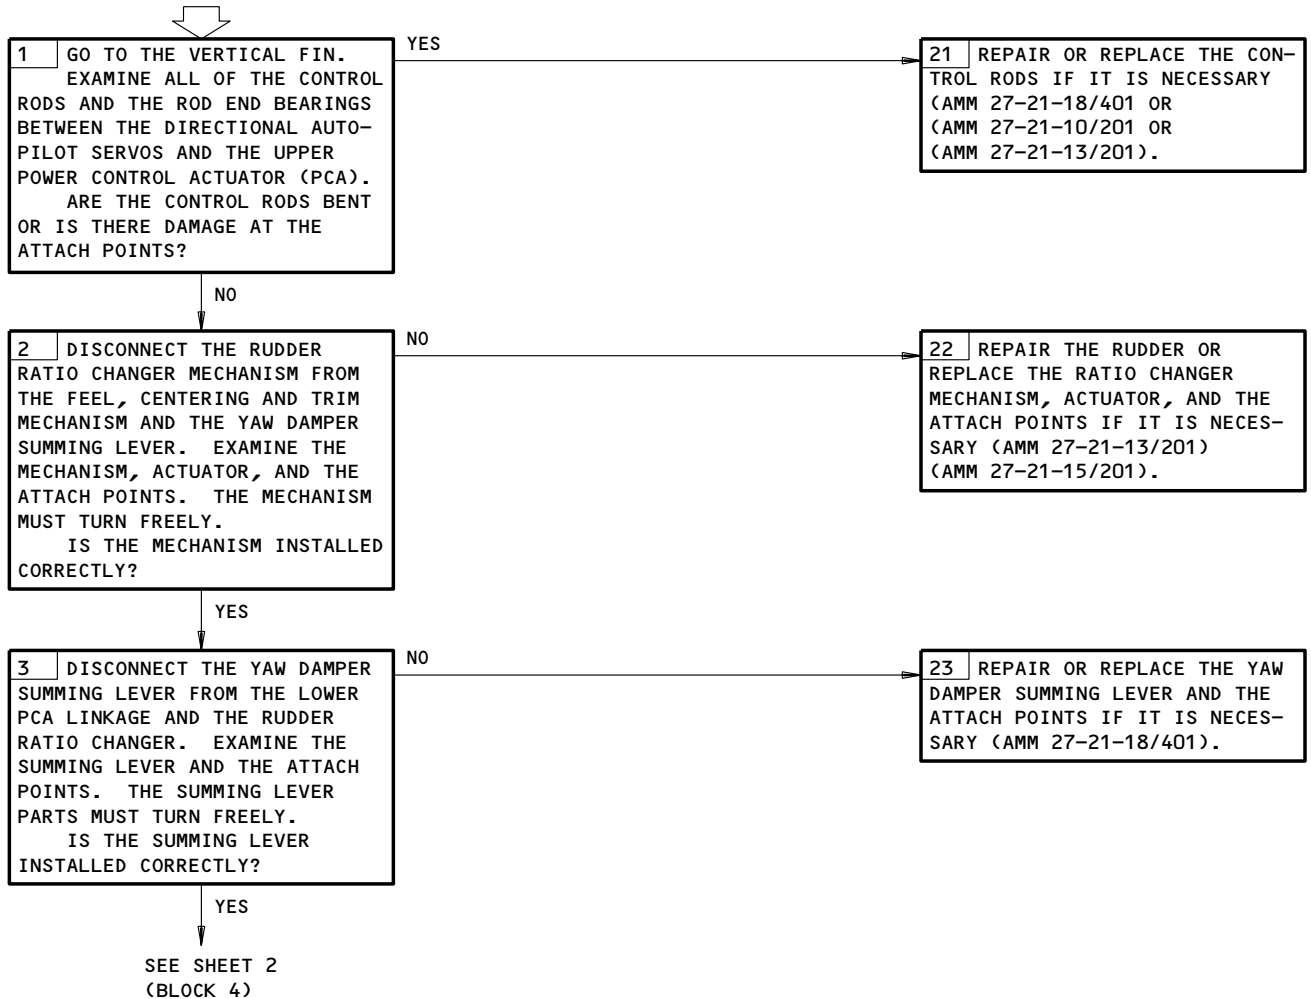 1 GO TO THE VERTICAL FIN.
EXAMINE ALL OF THE CONTROL
RODS AND THE ROD END BEARINGS
BETWEEN THE DIRECTIONAL AUTO-
PILOT SERVOS AND THE UPPER
POWER CONTROL ACTUATOR (PCA).
ARE THE CONTROL RODS BENT
OR IS THERE DAMAGE AT THE
ATTACH POINTS?
YES
21 REPAIR OR REPLACE THE CON-
TROL RODS IF IT IS NECESSARY
(AMM 27-21-18/401 OR
(AMM 27-21-10/201 OR
(AMM 27-21-13/201).
NO
2 DISCONNECT THE RUDDER
RATIO CHANGER MECHANISM FROM
THE FEEL, CENTERING AND TRIM
MECHANISM AND THE YAW DAMPER
SUMMING LEVER. EXAMINE THE
MECHANISM, ACTUATOR, AND THE
ATTACH POINTS. THE MECHANISM
MUST TURN FREELY.
IS THE MECHANISM INSTALLED
CORRECTLY?
NO
22 REPAIR THE RUDDER OR
REPLACE THE RATIO CHANGER
MECHANISM, ACTUATOR, AND THE
ATTACH POINTS IF IT IS NECES-
SARY (AMM 27-21-13/201)
(AMM 27-21-15/201).
YES
3 DISCONNECT THE YAW DAMPER
SUMMING LEVER FROM THE LOWER
PCA LINKAGE AND THE RUDDER
RATIO CHANGER. EXAMINE THE
SUMMING LEVER AND THE ATTACH
POINTS. THE SUMMING LEVER
PARTS MUST TURN FREELY.
IS THE SUMMING LEVER
INSTALLED CORRECTLY?
NO
23 REPAIR OR REPLACE THE YAW
DAMPER SUMMING LEVER AND THE
ATTACH POINTS IF IT IS NECES-
SARY (AMM 27-21-18/401).
YES
SEE SHEET 2
(BLOCK 4)